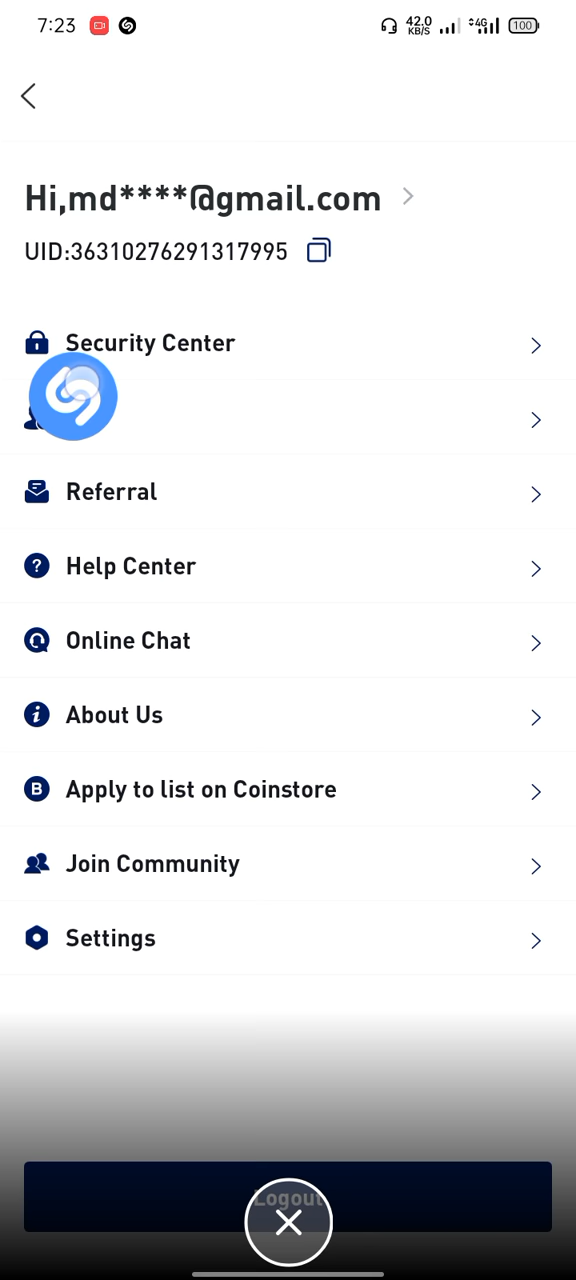 7:23 42.0 KB/S 4G 100
Hi,md****@gmail.com
UID:36310276291317995
Security Center
Referral
Help Center
Online Chat
About Us
Apply to list on Coinstore
Join Community
Settings
Logout